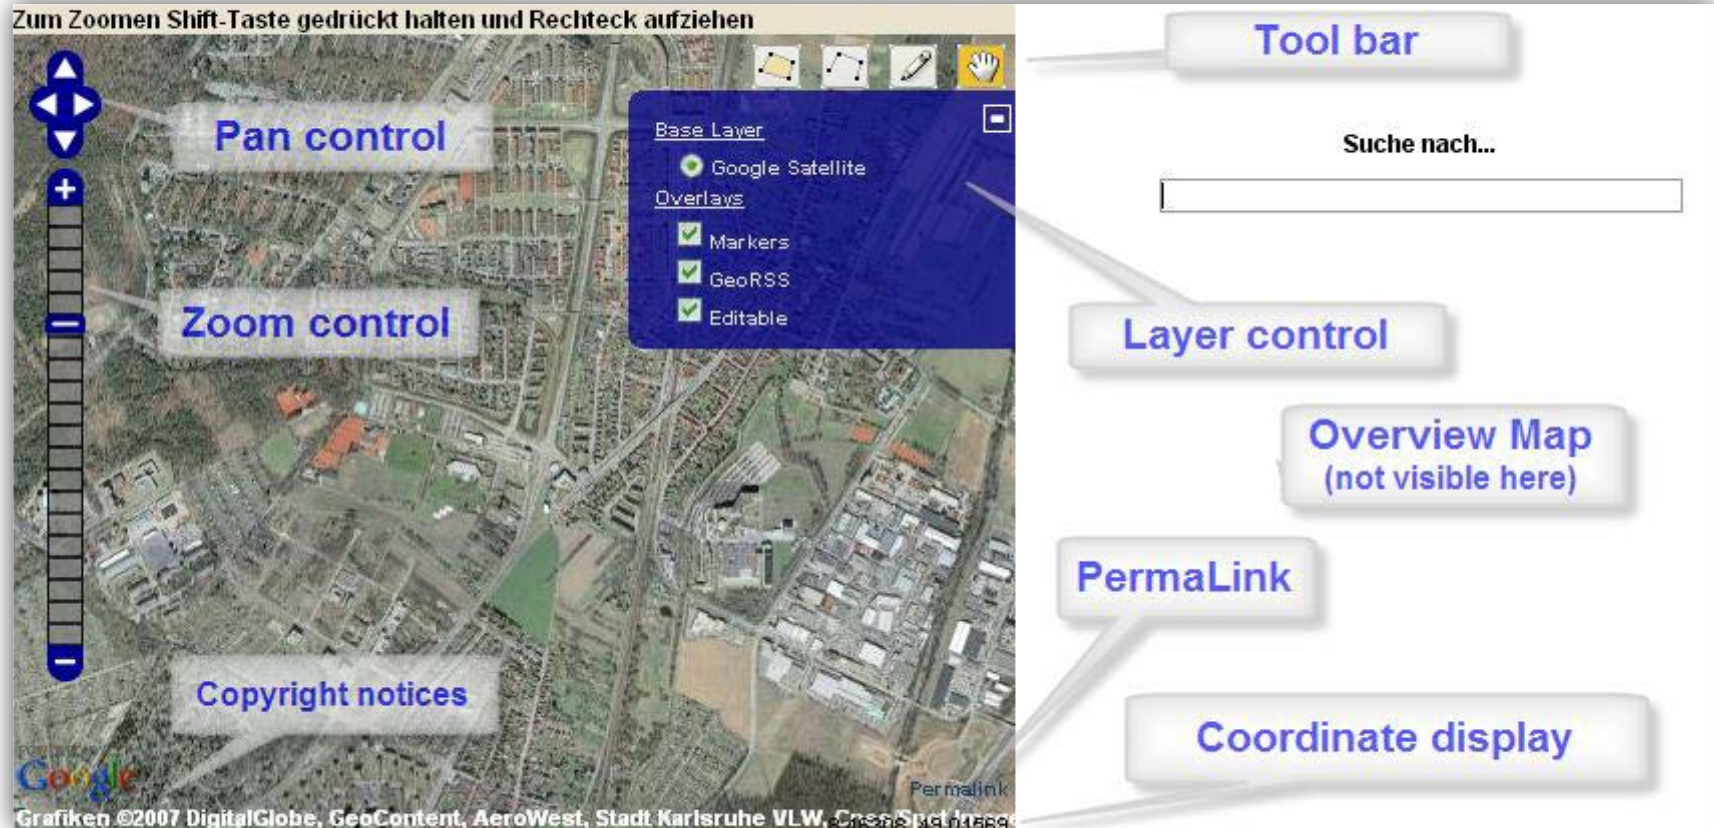 Zum Zoomen Shift-Taste gedrückt halten und Rechteck aufziehen
Tool bar
Pan control
Base Layer
Google Satellite
Overlays
Markers
GeoRSS
Editable
Suche nach...
Zoom control
Layer control
Overview Map
(not visible here)
PermaLink
Copyright notices
Coordinate display
Google
Permalink
Grafiken ©2007 DigitalGlobe, GeoContent, AeroWest, Stadt Karlsruhe VLW,